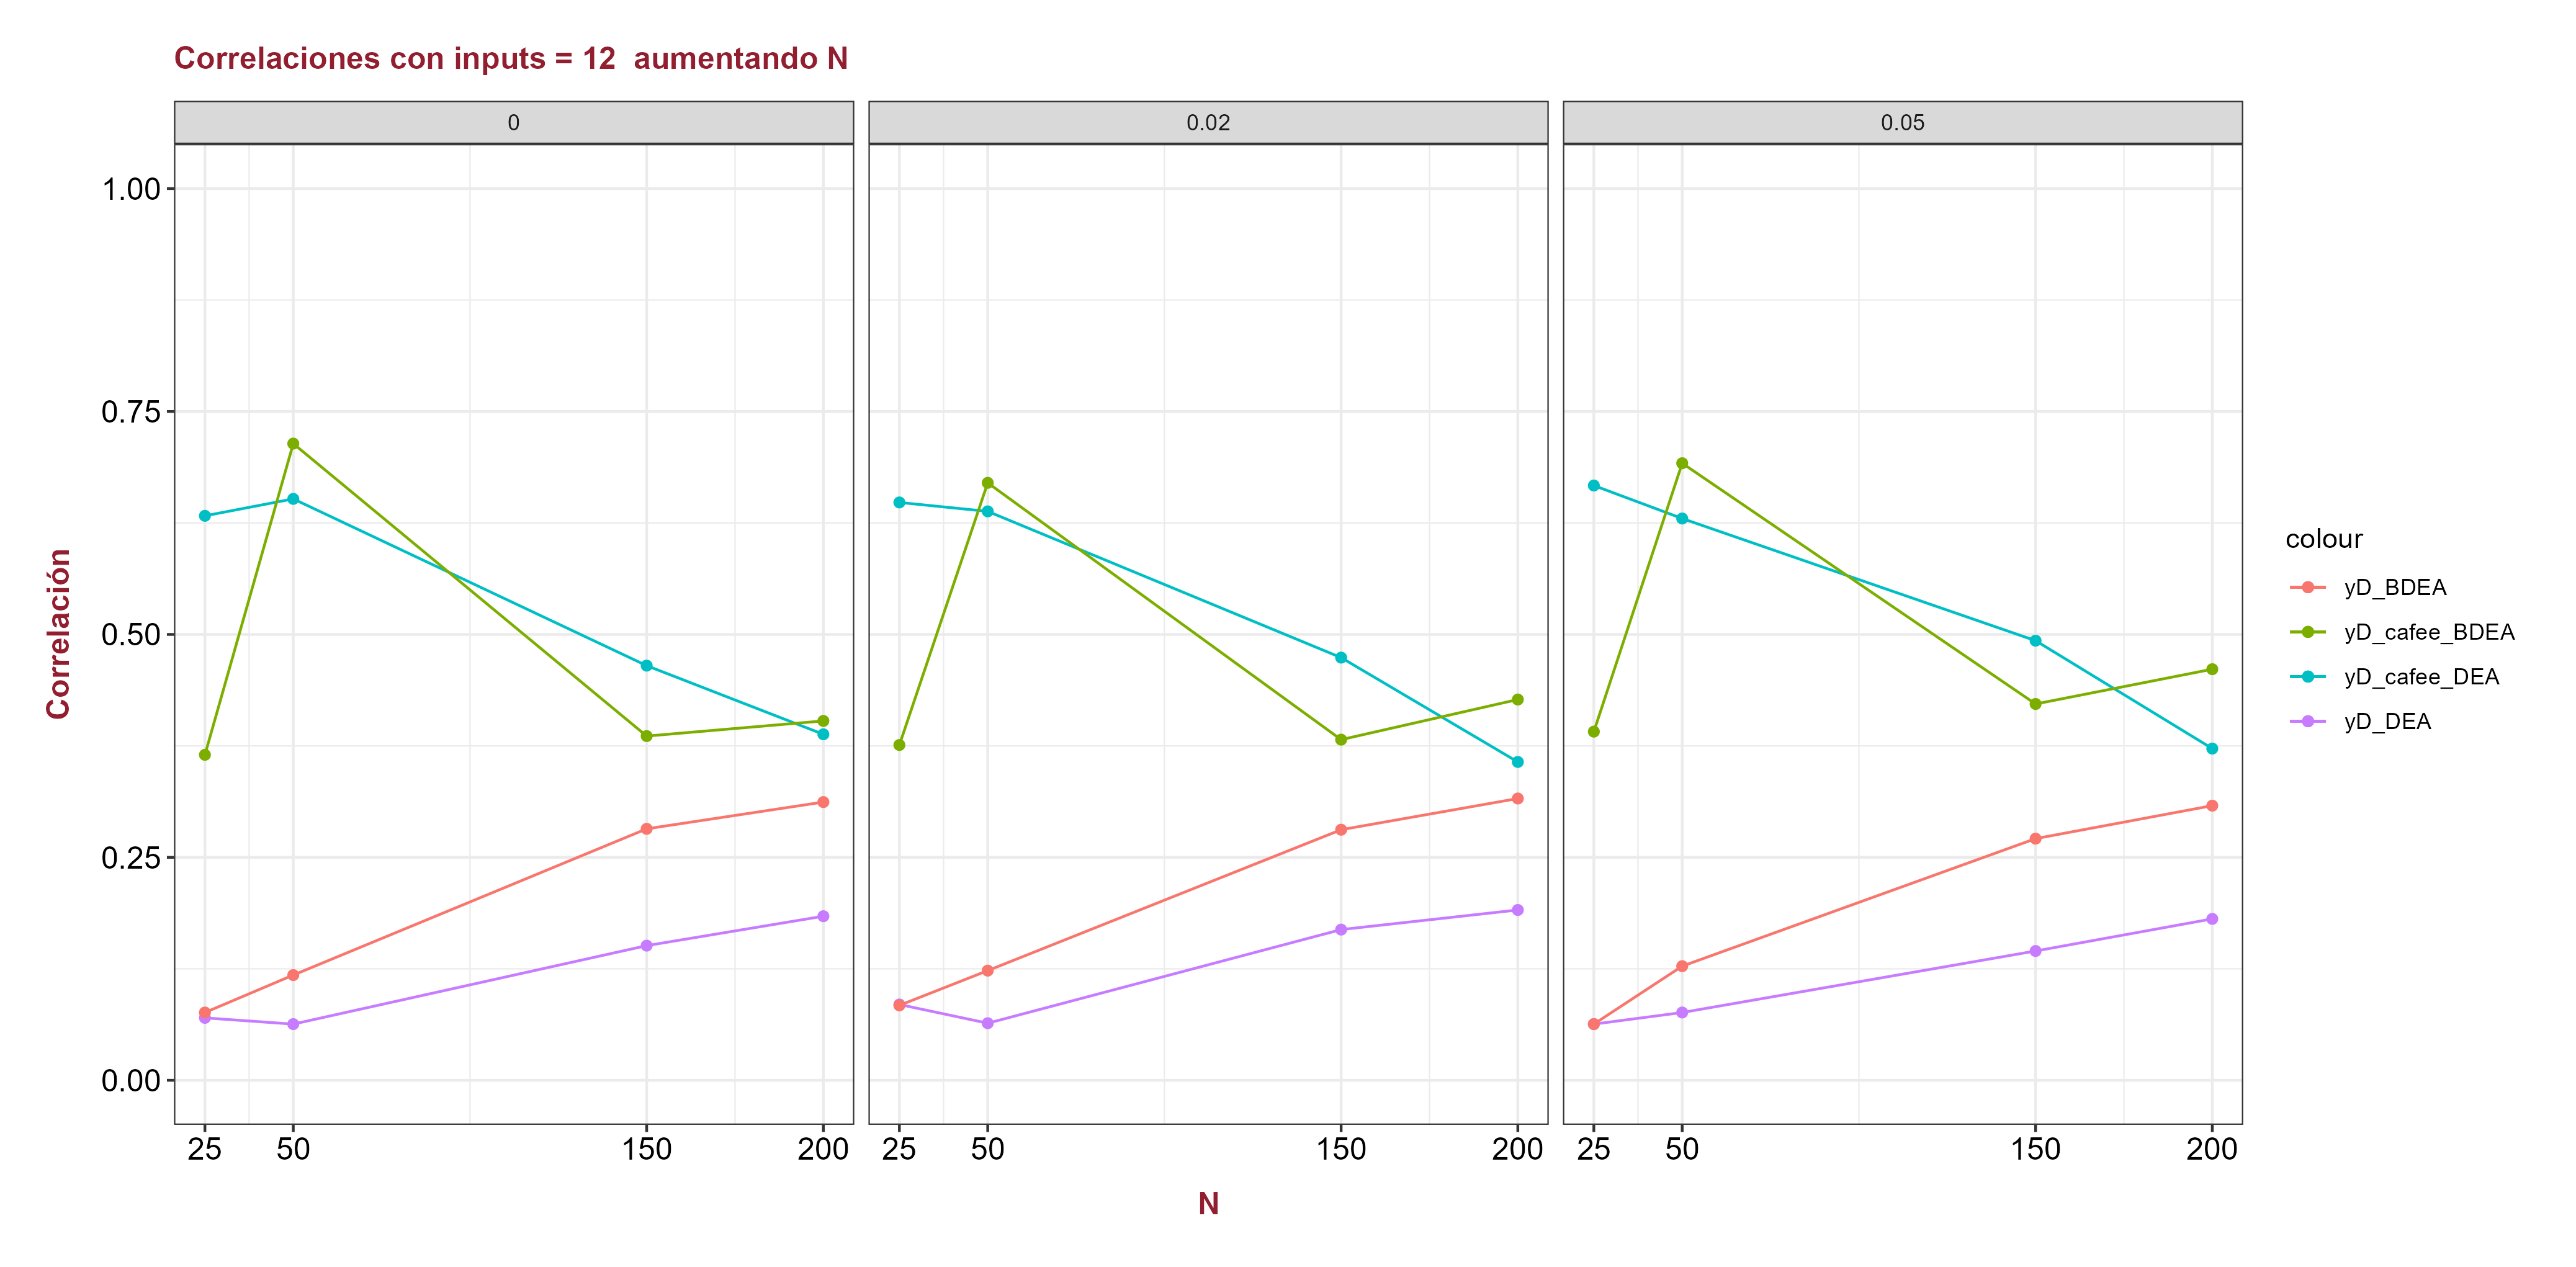 Correlaciones con inputs = 12  aumentando N
0
0.02
0.05
1.00
0.75
0.50
0.25
0.00
Correlación
25 50 150 200
25 50 150 200
25 50 150 200
N
colour
yD_BDEA
yD_cafee_BDEA
yD_cafee_DEA
yD_DEA